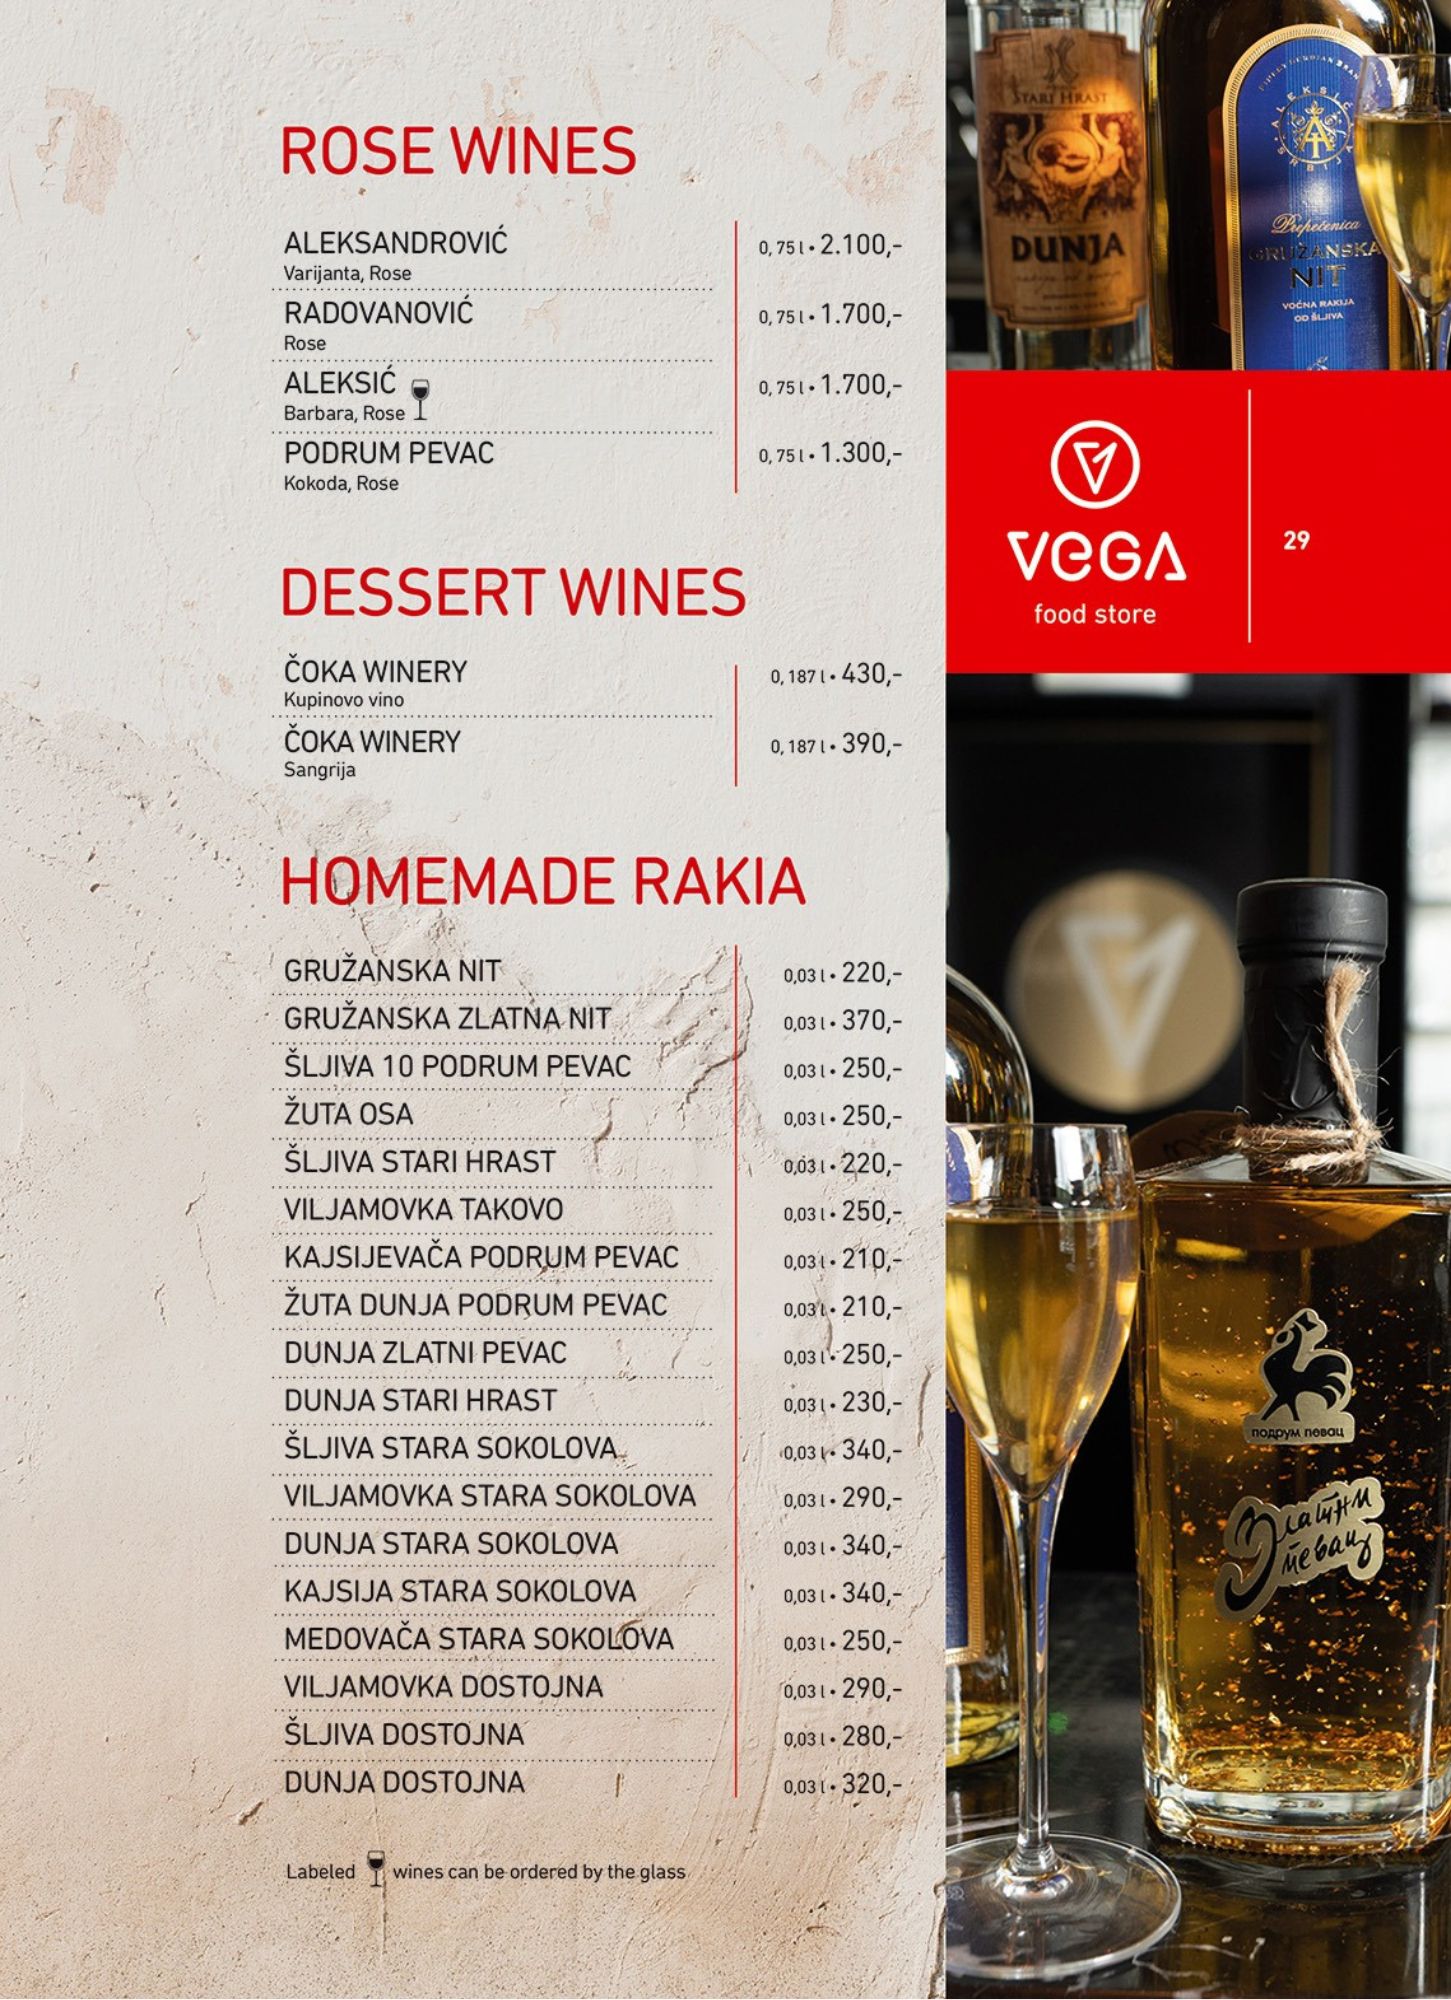 ROSE WINES
ALEKSANDROVIĆ 0,75 l • 2.100,-
Varijanta, Rose
RADOVANOVIĆ 0,75 l • 1.700,-
Rose
ALEKSIĆ 0,75 l • 1.700,-
Barbara, Rose
PODRUM PEVAC 0,75 l • 1.300,-
Kokoda, Rose
DESSERT WINES
ČOKA WINERY 0,187 l • 430,-
Kupinovo vino
ČOKA WINERY 0,187 l • 390,-
Sangrija
HOMEMADE RAKIA
GRUŽANSKA NIT 0,03 l • 220,-
GRUŽANSKA ZLATNA NIT 0,03 l • 370,-
ŠLJIVA 10 PODRUM PEVAC 0,03 l • 250,-
ŽUTA OSA 0,03 l • 250,-
ŠLJIVA STARI HRAST 0,03 l • 220,-
VILJAMOVKA TAKOVO 0,03 l • 250,-
KAJSIJEVAČA PODRUM PEVAC 0,03 l • 210,-
ŽUTA DUNJA PODRUM PEVAC 0,03 l • 210,-
DUNJA ZLATNI PEVAC 0,03 l • 250,-
DUNJA STARI HRAST 0,03 l • 230,-
ŠLJIVA STARA SOKOLOVA 0,03 l • 340,-
VILJAMOVKA STARA SOKOLOVA 0,03 l • 290,-
DUNJA STARA SOKOLOVA 0,03 l • 340,-
KAJSIJA STARA SOKOLOVA 0,03 l • 340,-
MEDOVAČA STARA SOKOLOVA 0,03 l • 250,-
VILJAMOVKA DOSTOJNA 0,03 l • 290,-
ŠLJIVA DOSTOJNA 0,03 l • 280,-
DUNJA DOSTOJNA 0,03 l • 320,-
Labeled wines can be ordered by the glass
STARI HRAST
DUNJA
ALEKSIĆ
SRBIJA
Prepečenica
GRUŽANSKA
NIT
VOĆNA RAKIJA
OD ŠLJIVA
VEGA
food store
29
подрум певац
Златни
певац